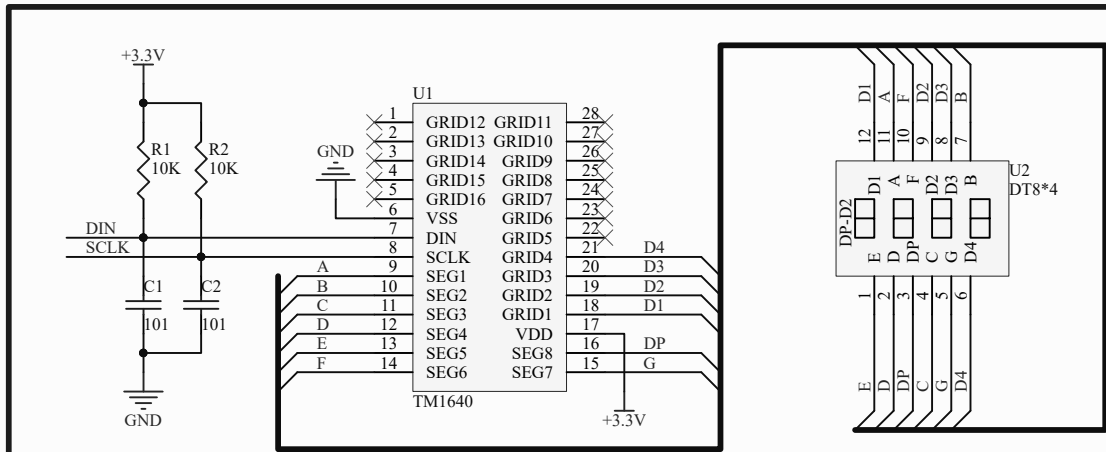 +3.3V
R1
10K
R2
10K
DIN
SCLK
C1
101
C2
101
GND
GND
U1
1 GRID12 GRID11 28
2 GRID13 GRID10 27
3 GRID14 GRID9 26
4 GRID15 GRID8 25
5 GRID16 GRID7 24
6 VSS GRID6 23
7 DIN GRID5 22
8 SCLK GRID4 21 D4
A 9 SEG1 GRID3 20 D3
B 10 SEG2 GRID2 19 D2
C 11 SEG3 GRID1 18 D1
D 12 SEG4 VDD 17
E 13 SEG5 SEG8 16 DP
F 14 SEG6 SEG7 15 G
TM1640
+3.3V
D1 A F D2 D3 B
12 11 10 9 8 7
U2
DT8*4
D1 A F D2 D3 B
DP-D2
E D DP C G D4
1 2 3 4 5 6
E D DP C G D4